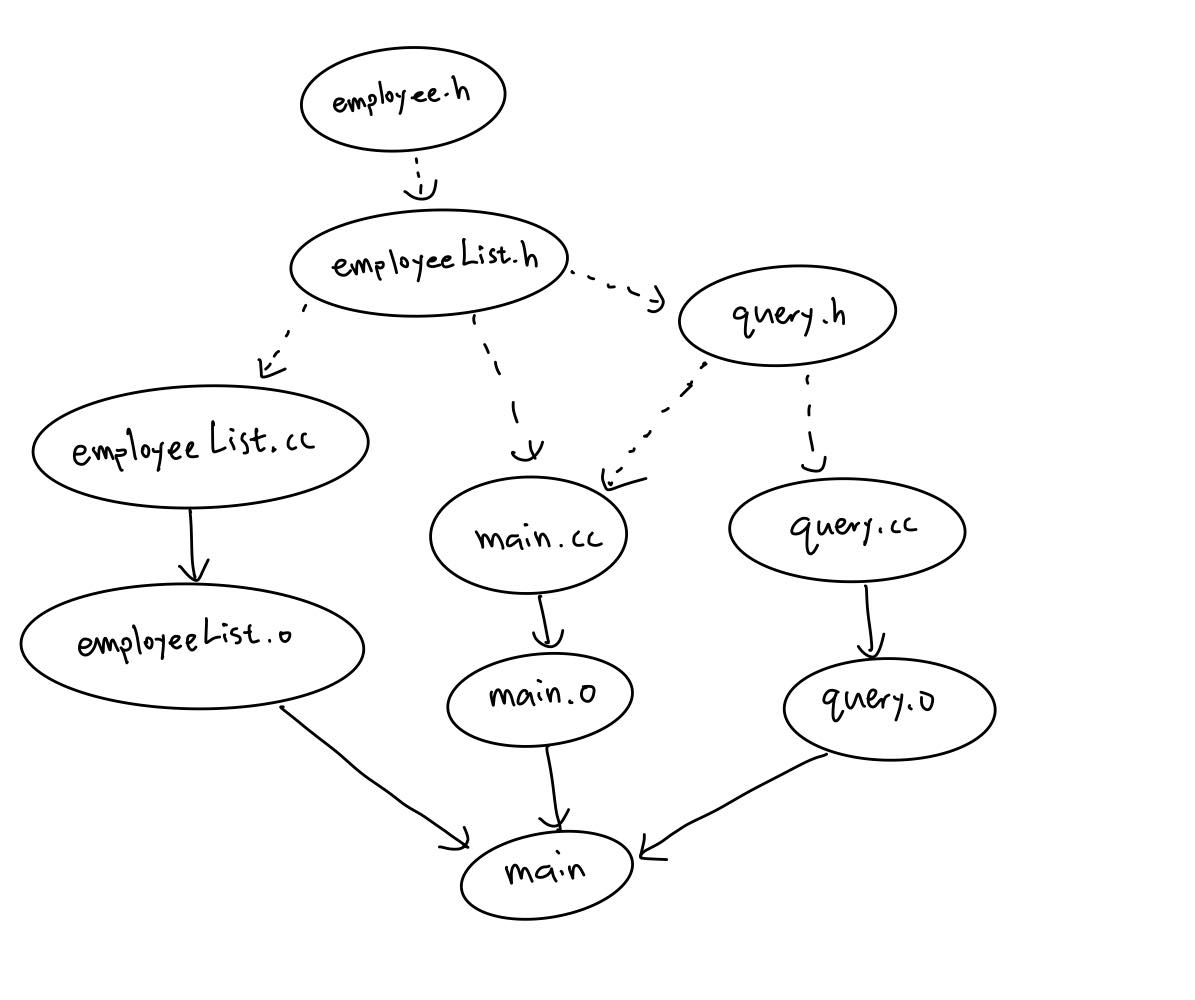 employee.h
employeeList.h
query.h
employeeList.cc
main.cc
query.cc
employeeList.o
main.o
query.o
main